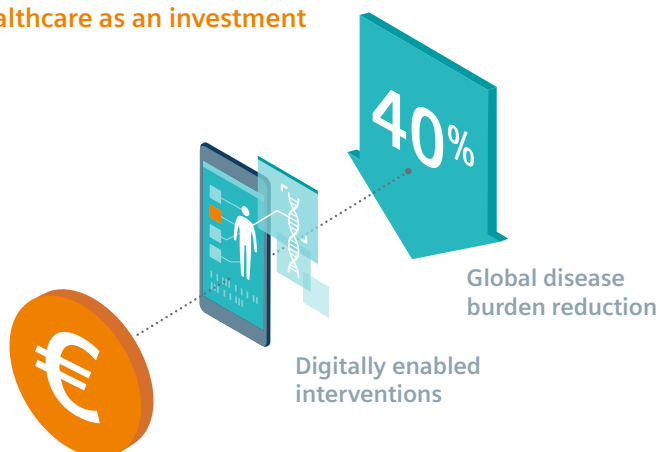 althcare as an investment
40%
Global disease
burden reduction
Digitally enabled
interventions
€